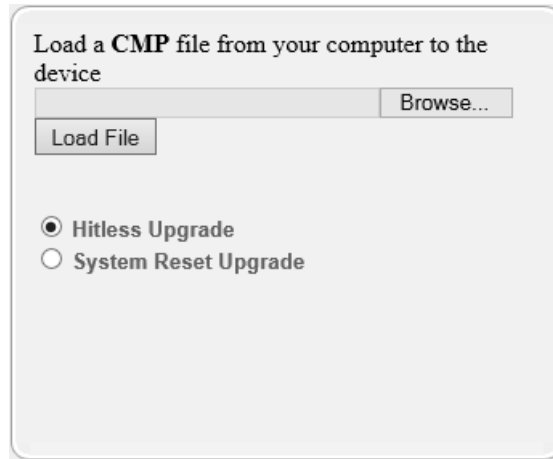 Load a CMP file from your computer to the
device
Browse...
Load File
Hitless Upgrade
System Reset Upgrade